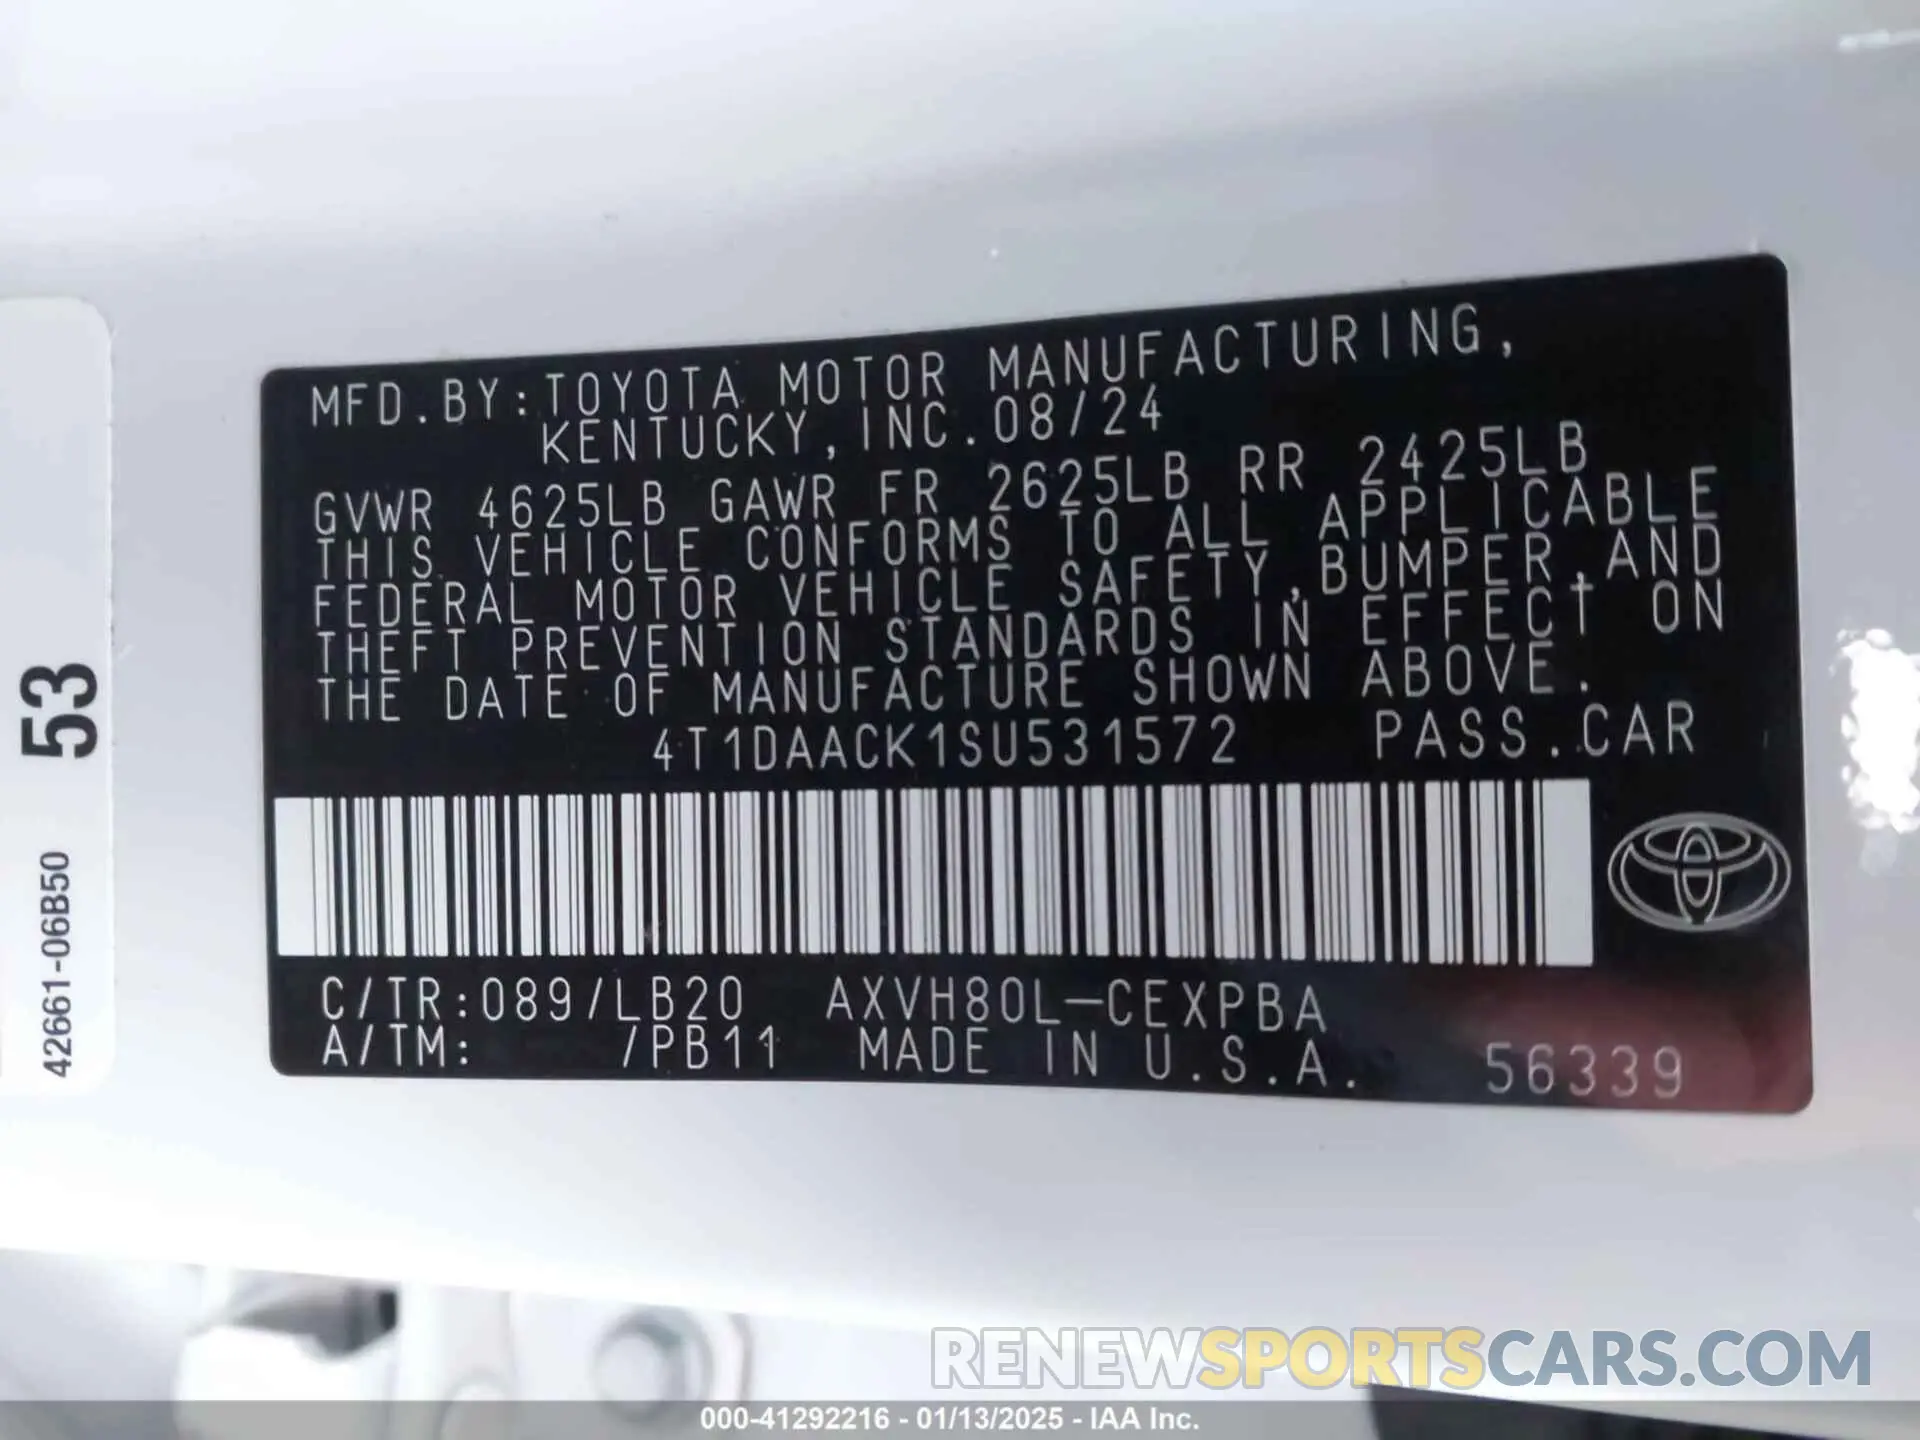 MFD.BY:TOYOTA MOTOR MANUFACTURING,
KENTUCKY, INC. 08/24
GVWR 4625LB GAWR FR 2625LB RR 2425LB
THIS VEHICLE CONFORMS TO ALL APPLICABLE
FEDERAL MOTOR VEHICLE SAFETY,BUMPER,AND
THEFT PREVENTION STANDARDS IN EFFECT ON
THE DATE OF MANUFACTURE SHOWN ABOVE.
4T1DAACK1SU531572 PASS.CAR
C/TR:089/LB20 AXVH80L-CEXPBA
A/TM: /PB11 MADE IN U.S.A. 56339
53
42661-06B50
RENEWSPORTSCARS.COM
000-41292216 - 01/13/2025 - IAA Inc.